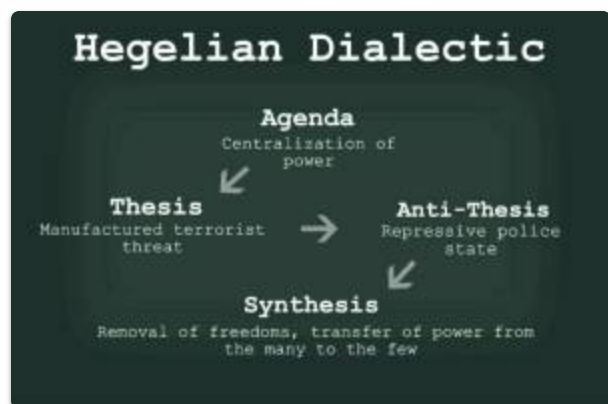 Hegelian Dialectic
Agenda
Centralization of
power
Thesis
Manufactured terrorist
threat
Anti-Thesis
Repressive police
state
Synthesis
Removal of freedoms, transfer of power from
the many to the few